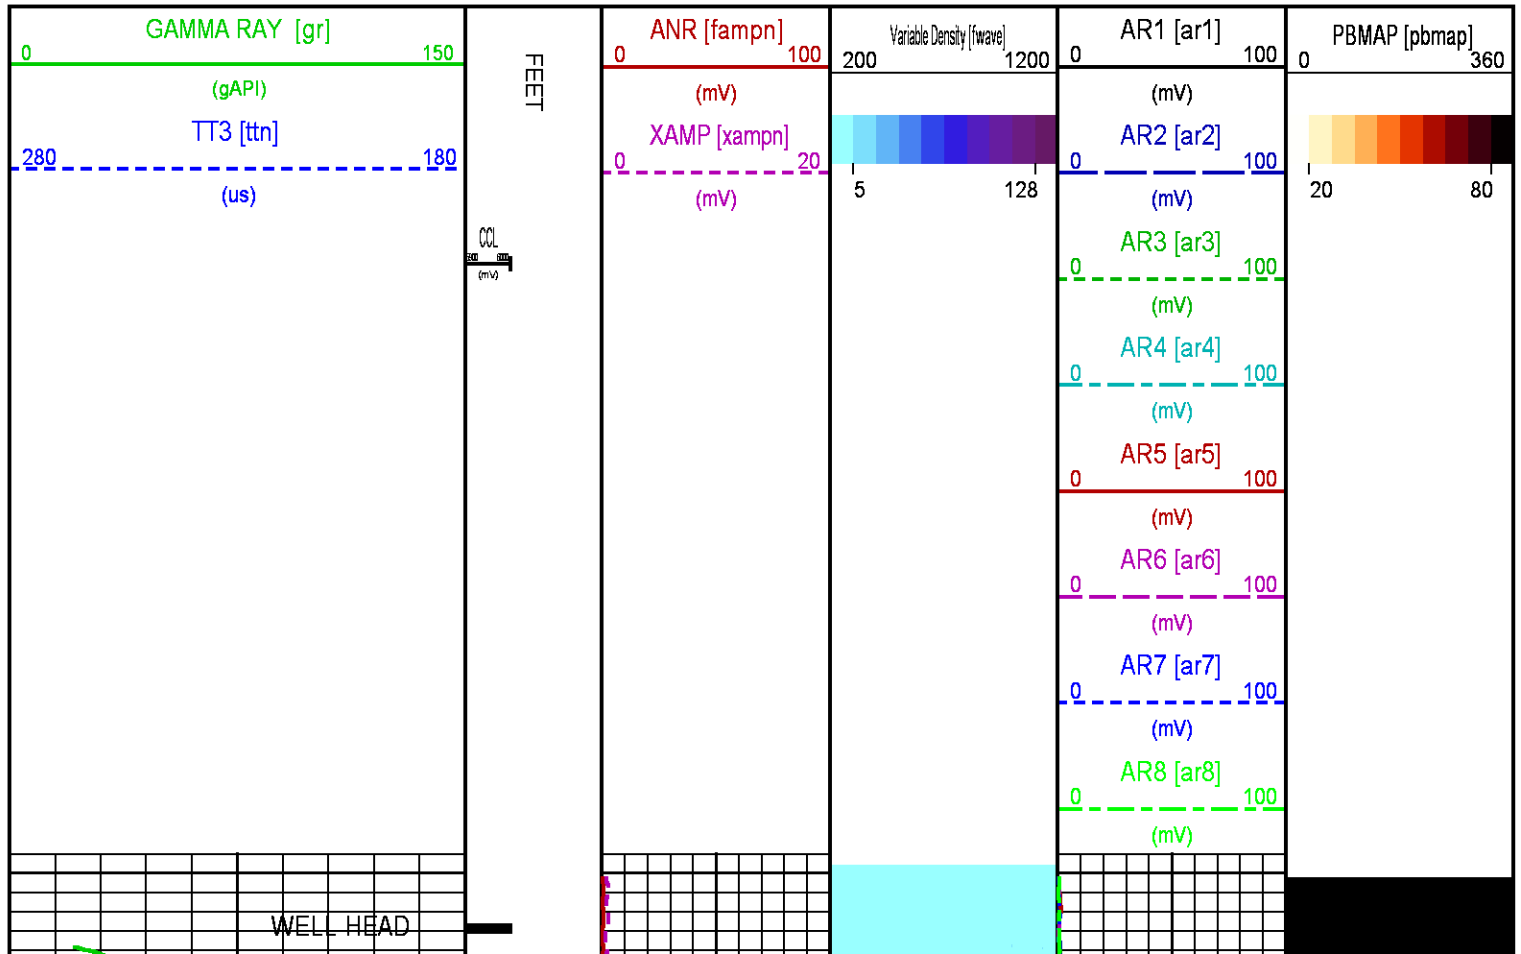 GAMMA RAY [gr]
0 150
(gAPI)
TT3 [ttn]
280 180
(us)
FEET
CCL
(mV)
ANR [fampn]
0 100
(mV)
XAMP [xampn]
0 20
(mV)
Variable Density [fwave]
200 1200
5 128
AR1 [ar1]
0 100
(mV)
AR2 [ar2]
0 100
(mV)
AR3 [ar3]
0 100
(mV)
AR4 [ar4]
0 100
(mV)
AR5 [ar5]
0 100
(mV)
AR6 [ar6]
0 100
(mV)
AR7 [ar7]
0 100
(mV)
AR8 [ar8]
0 100
(mV)
PBMAP [pbmap]
0 360
20 80
WELL HEAD